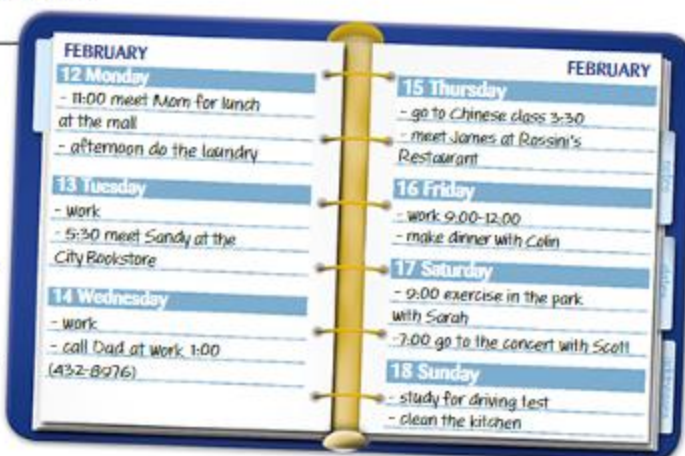 FEBRUARY
12 Monday
- 11:00 meet Mom for lunch
at the mall
- afternoon do the laundry
13 Tuesday
- work
- 5:30 meet Sandy at the
City Bookstore
14 Wednesday
- work
- call Dad at work 1:00
(432-8976)
FEBRUARY
15 Thursday
- go to Chinese class 3:30
- meet James at Rossini's
Restaurant
16 Friday
- work 9:00-12:00
- make dinner with Colin
17 Saturday
- 9:00 exercise in the park
with Sarah
-7:00 go to the concert with Scott
18 Sunday
- study for driving test
- clean the kitchen